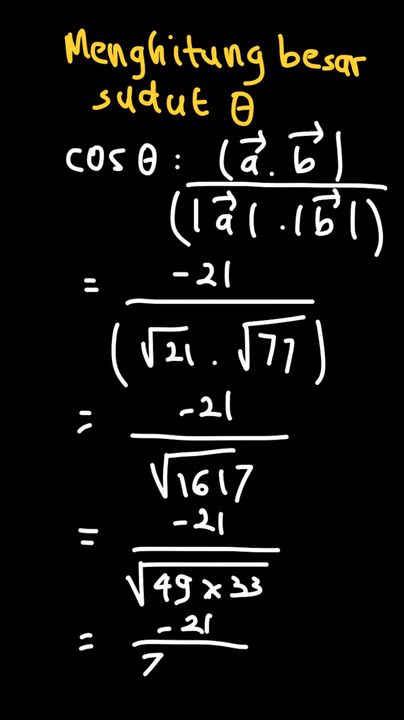 Menghitung besar
sudut θ
cos θ : (a⃗ . b⃗ |
(|a⃗| . |b⃗|)
= -21
(√21 . √77)
= -21
√1617
= -21
√49 × 33
= -21
7